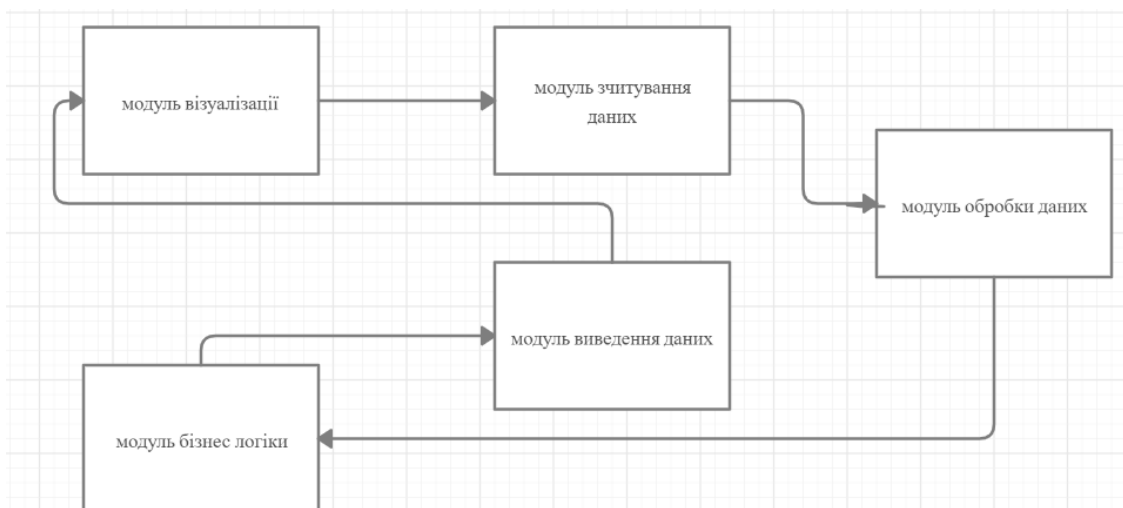 модуль візуалізації
модуль зчитування
даних
модуль обробки даних
модуль виведення даних
модуль бізнес логіки